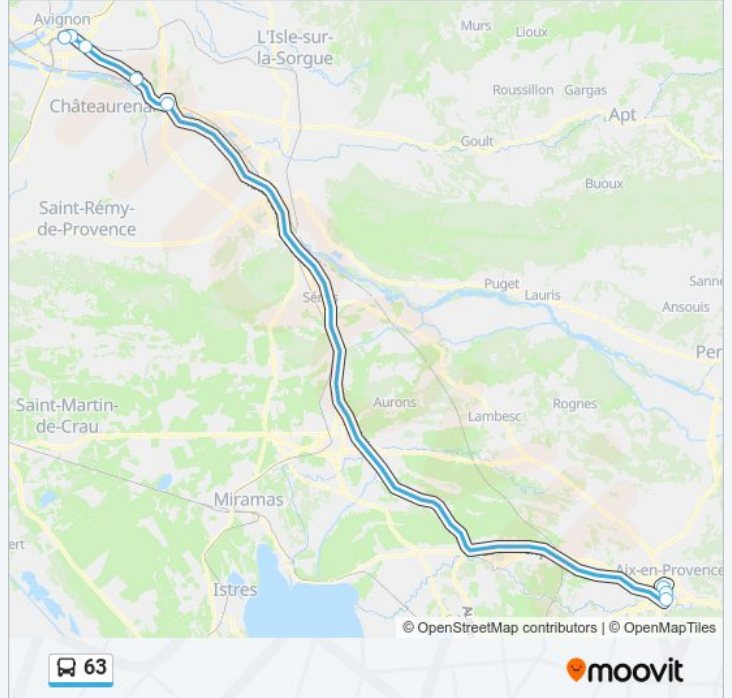 Avignon
Murs
Lioux
L'Isle-sur-
la-Sorgue
Roussillon
Gargas
Châteaurena
Apt
Goult
Buoux
Saint-Rémy-
de-Provence
Puget
Sanne
Lauris
Ansouis
Per
Saint-Martin-
de-Crau
Aurons
Rognes
Lambesc
Miramas
ert
Aix-en-Provence
Istres
© OpenStreetMap contributors | © OpenMapTiles
63
moovit